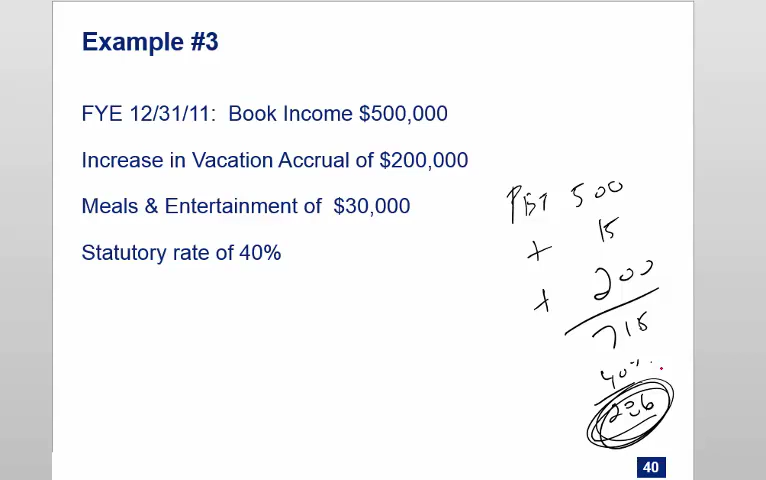 Example #3
FYE 12/31/11: Book Income $500,000
Increase in Vacation Accrual of $200,000
Meals & Entertainment of $30,000
Statutory rate of 40%
PBT 500
+ 15
+ 200
715
40%
40